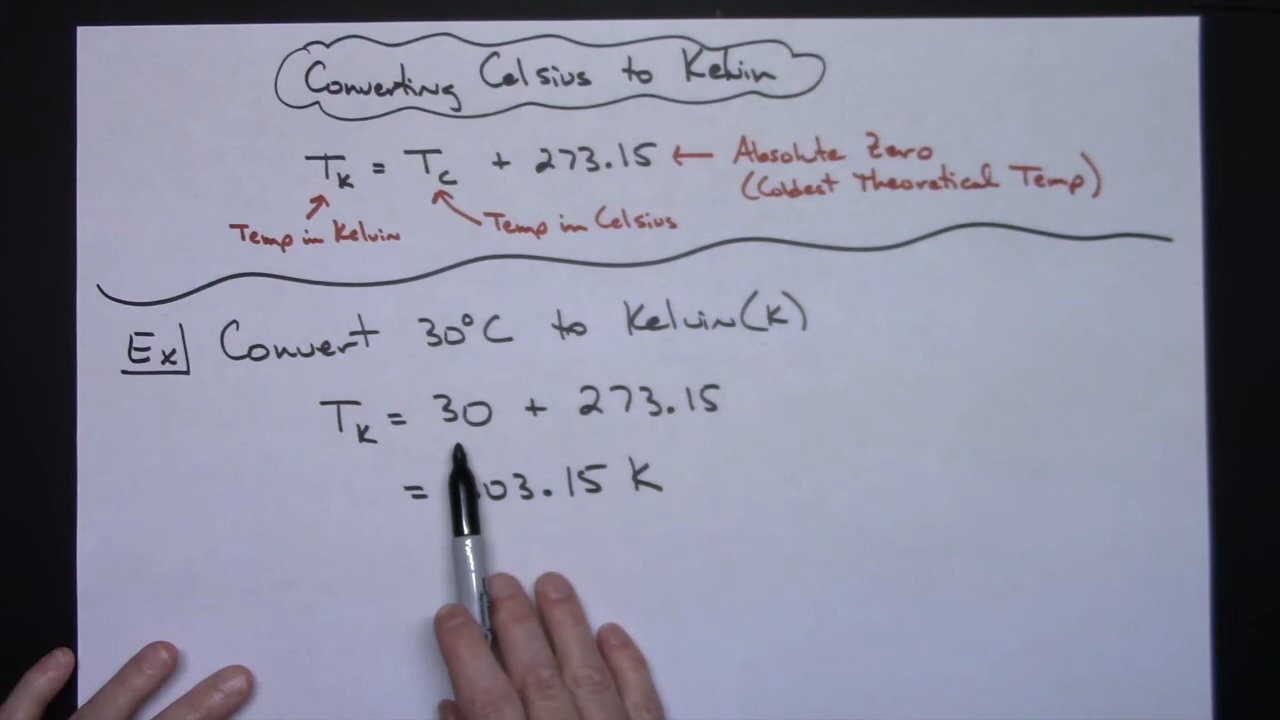 Converting Celsius to Kelvin
T_K = T_C + 273.15 ← Absolute Zero
(Coldest Theoretical Temp)
Temp in Kelvin Temp in Celsius
Ex Convert 30°C to Kelvin (K)
T_K = 30 + 273.15
= 03.15 K